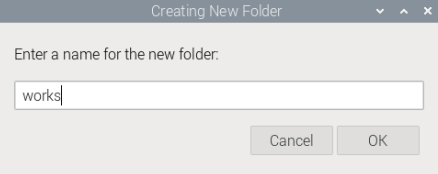 Creating New Folder
Enter a name for the new folder:
works
Cancel OK